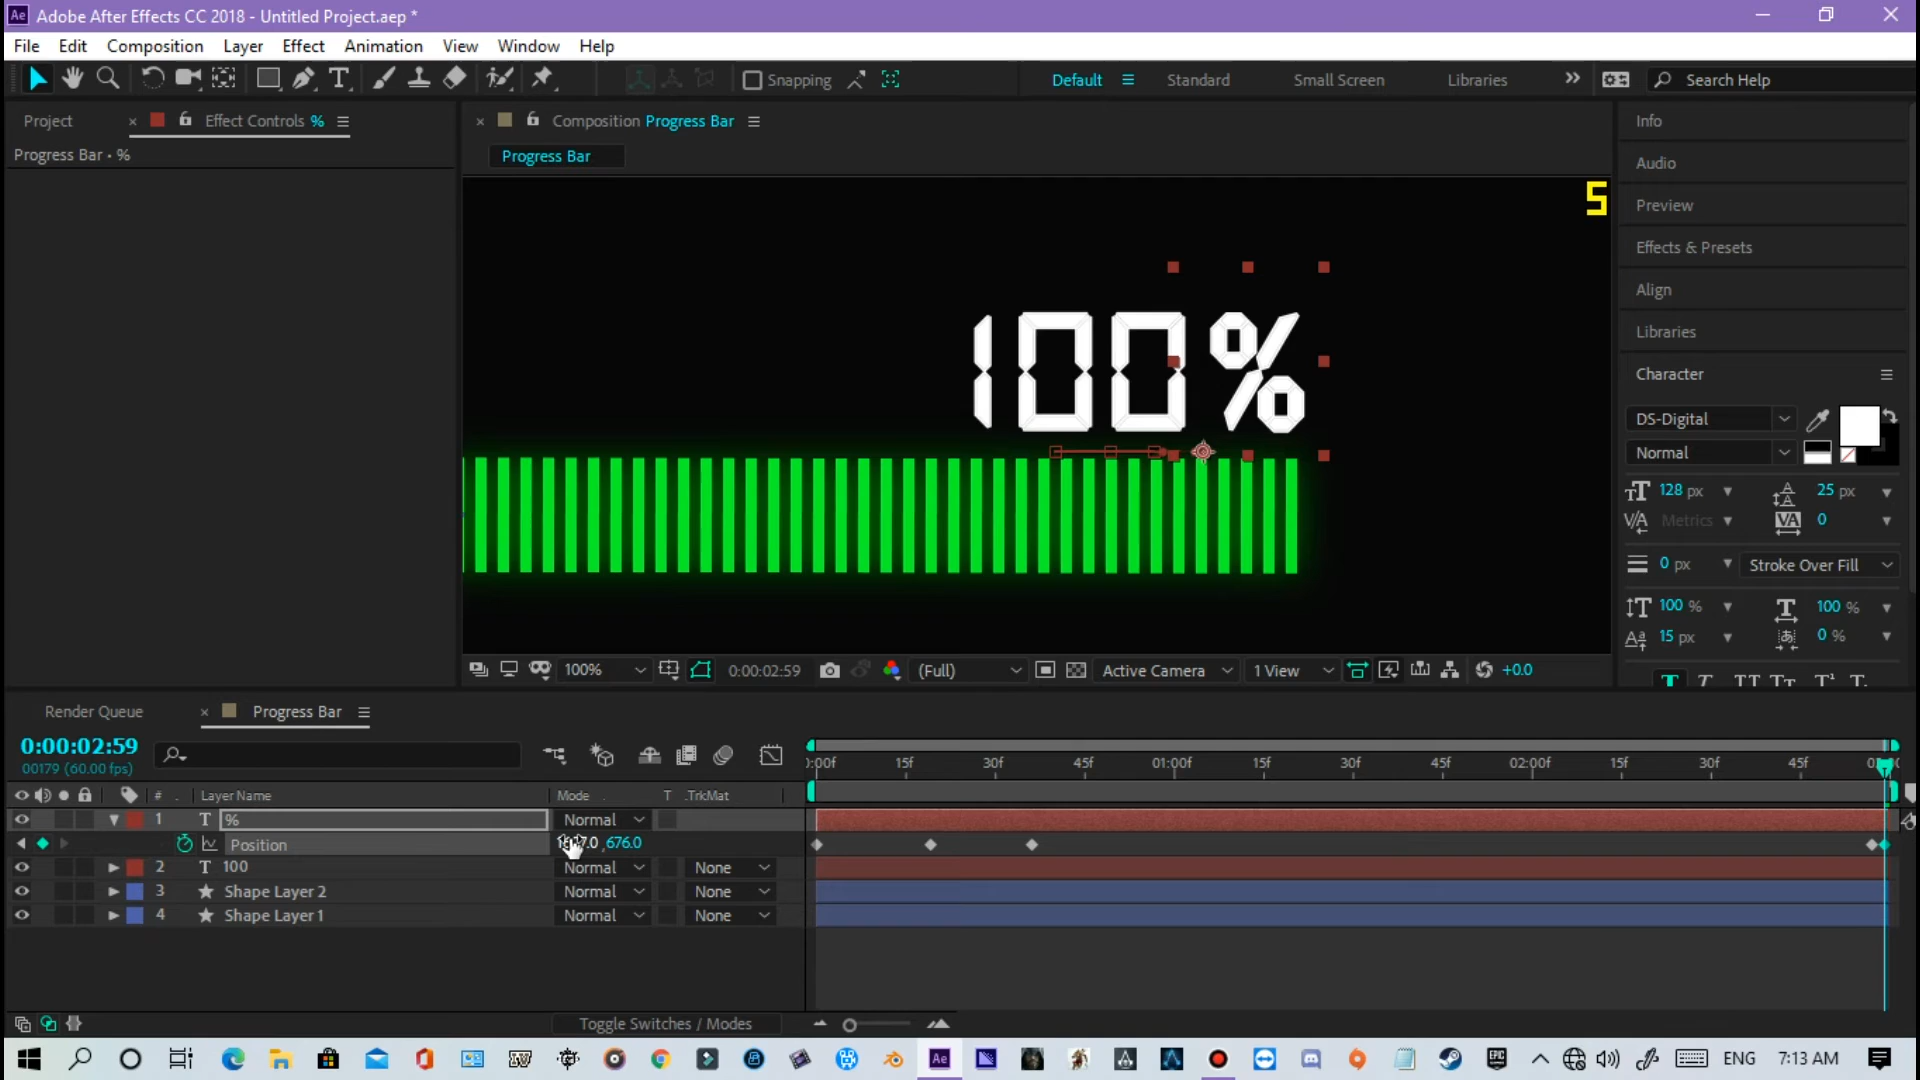 Ae Adobe After Effects CC 2018 - Untitled Project.aep *
File Edit Composition Layer Effect Animation View Window Help
Snapping Default Standard Small Screen Libraries Search Help
Project Effect Controls % Composition Progress Bar Info
Progress Bar • % Progress Bar Audio
5
Preview
Effects & Presets
Align
Libraries
100%
Character
DS-Digital
Normal
128 px 25 px
Metrics 0
0 px Stroke Over Fill
100 % 100 %
15 px 0 %
100% 0:00:02:59 (Full) Active Camera 1 View +0.0
Render Queue Progress Bar
0:00:02:59
00179 (60.00 fps)
15f 30f 45f 01:00f 15f 30f 45f 02:00f 15f 30f 45f
# Layer Name Mode T .TrkMat
1 T % Normal
Position 676.0
2 T 100 Normal None
3 Shape Layer 2 Normal None
4 Shape Layer 1 Normal None
Toggle Switches / Modes
Ae EPIC ENG 7:13 AM